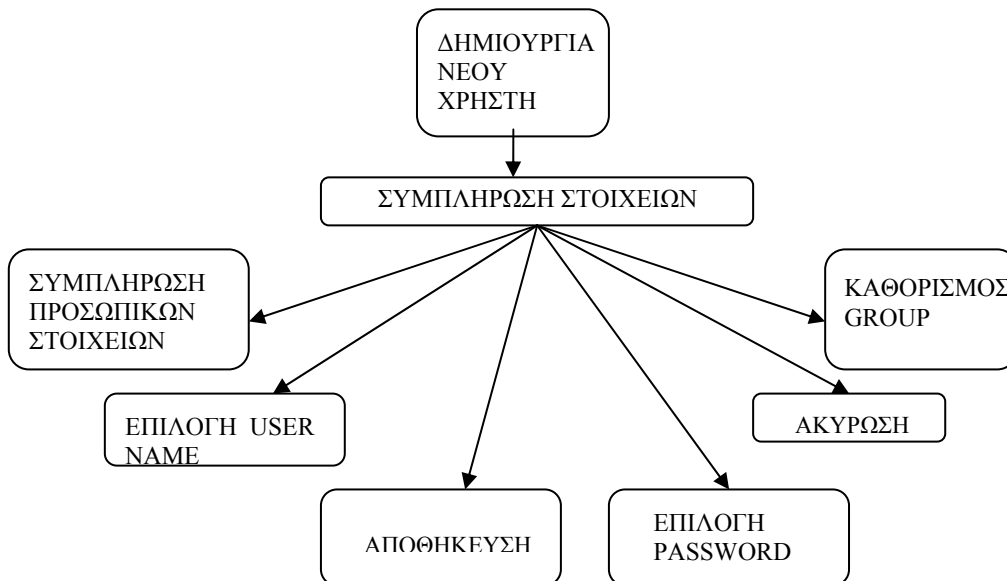 ΔΗΜΙΟΥΡΓΙΑ
ΝΕΟΥ
ΧΡΗΣΤΗ
ΣΥΜΠΛΗΡΩΣΗ ΣΤΟΙΧΕΙΩΝ
ΣΥΜΠΛΗΡΩΣΗ
ΠΡΟΣΩΠΙΚΩΝ
ΣΤΟΙΧΕΙΩΝ
ΚΑΘΟΡΙΣΜΟΣ
GROUP
ΕΠΙΛΟΓΗ USER
NAME
ΑΚΥΡΩΣΗ
ΑΠΟΘΗΚΕΥΣΗ
ΕΠΙΛΟΓΗ
PASSWORD